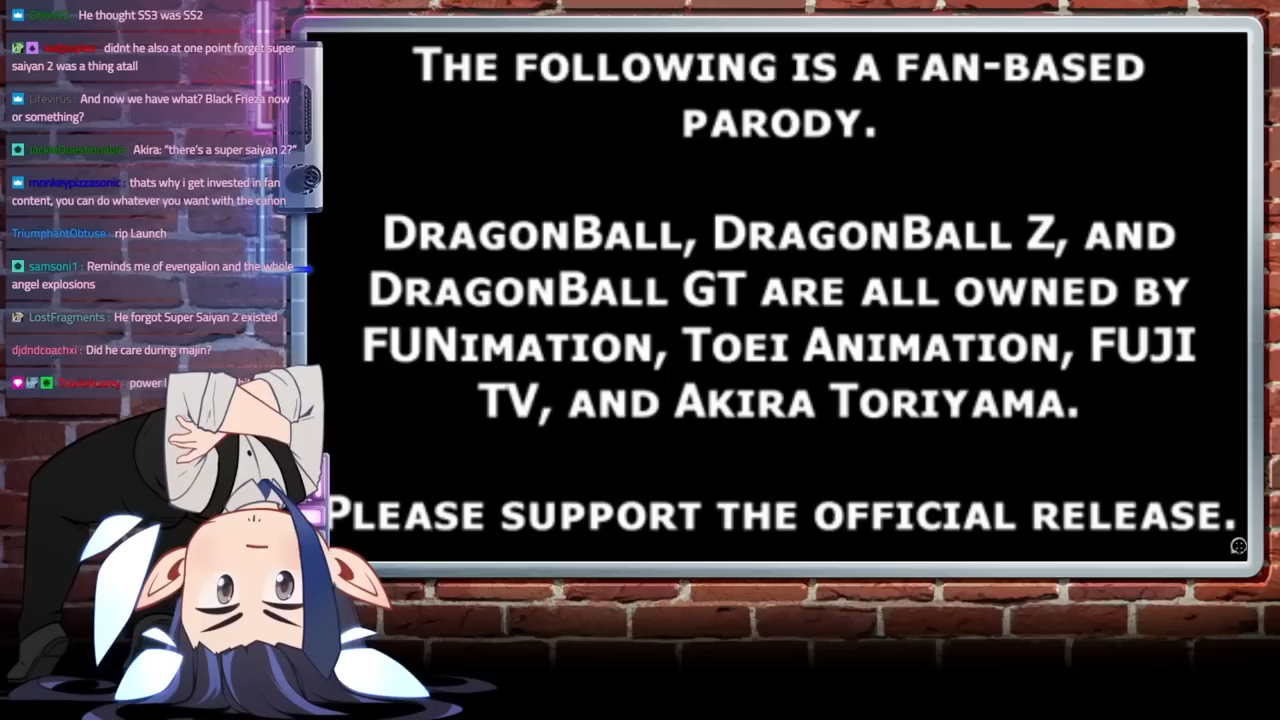 : He thought SS3 was SS2
didnt he also at one point forget super
saiyan 2 was a thing atall
Lifevirus : And now we have what? Black Frieza now
or something?
JackieQuestionable : Akira: "there's a super saiyan 2?"
monkeypizzasonic : thats why i get invested in fan
content, you can do whatever you want with the canon
TriumphantObtuse : rip Launch
samsoni1 : Reminds me of evengalion and the whole
angel explosions
LostFragments : He forgot Super Saiyan 2 existed
djdndcoachxi : Did he care during majin?
: power
THE FOLLOWING IS A FAN-BASED
PARODY.
DRAGONBALL, DRAGONBALL Z, AND
DRAGONBALL GT ARE ALL OWNED BY
FUNIMATION, TOEI ANIMATION, FUJI
TV, AND AKIRA TORIYAMA.
PLEASE SUPPORT THE OFFICIAL RELEASE.